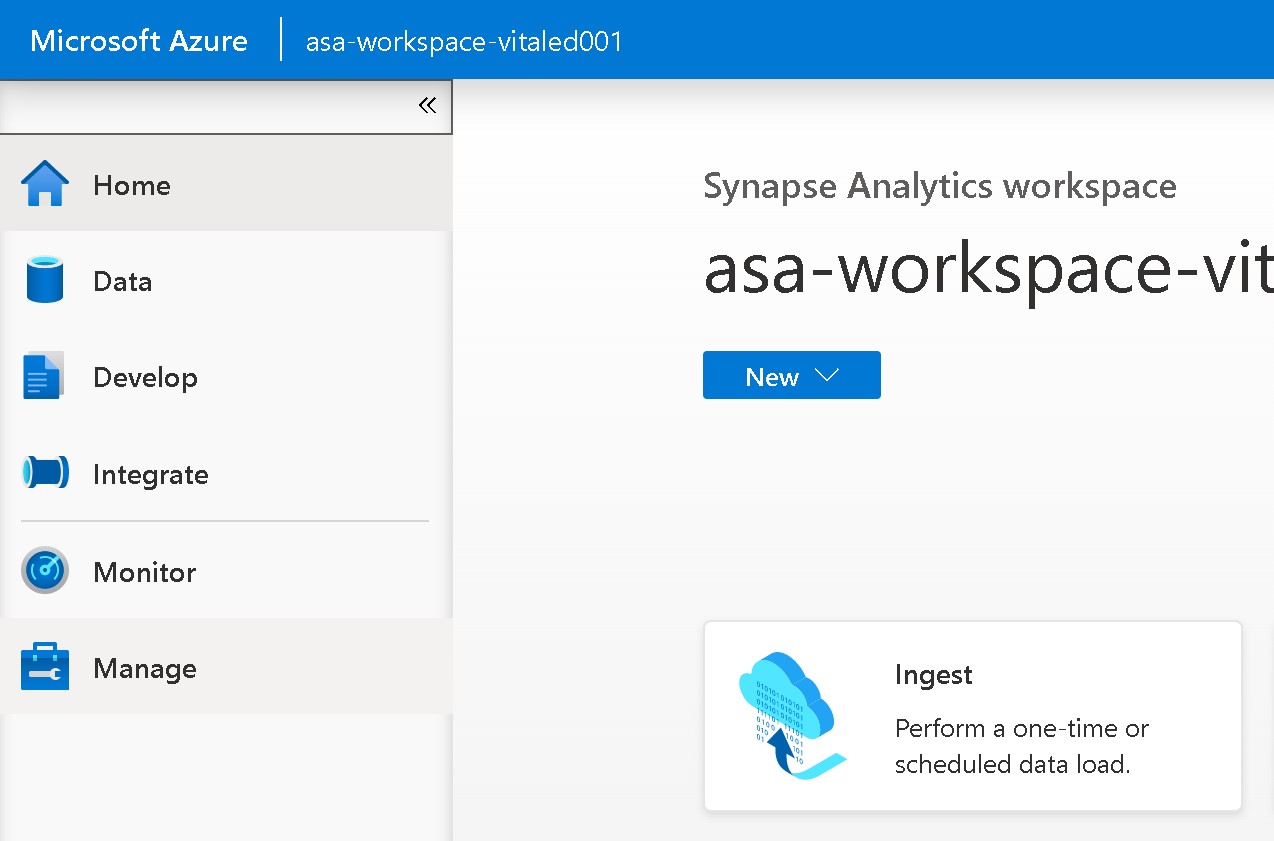 Microsoft Azure
asa-workspace-vitaled001
Home
Data
Develop
Integrate
Monitor
Manage
Synapse Analytics workspace
asa-workspace-vit
New
Ingest
Perform a one-time or
scheduled data load.